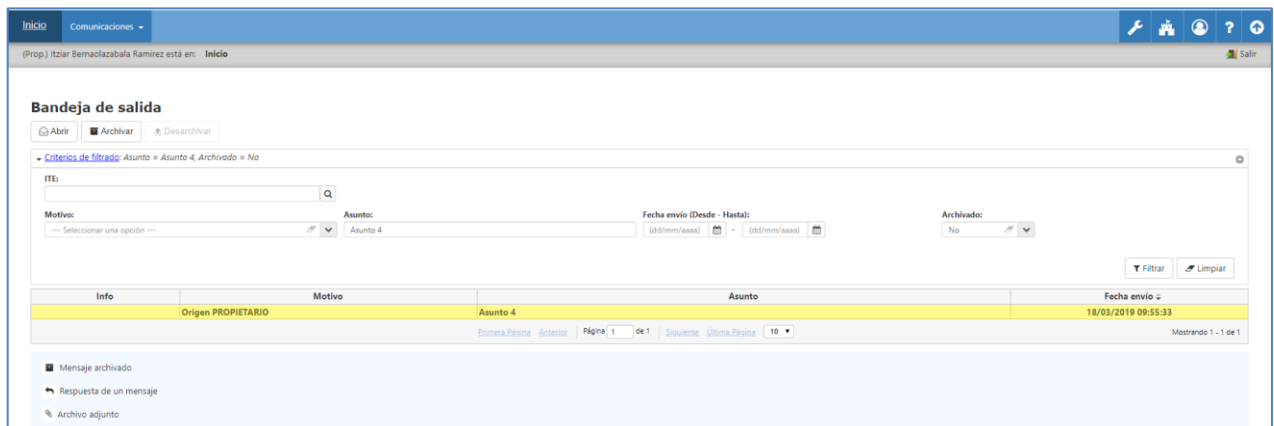 Inicio Comunicaciones ?
(Prop.) Itziar Bernaolazabala Ramirez está en: Inicio Salir
Bandeja de salida
Abrir Archivar Desarchivar
Criterios de filtrado: Asunto = Asunto 4, Archivado = No
ITE:
Motivo: Asunto: Fecha envío (Desde - Hasta): Archivado:
--- Seleccionar una opción --- Asunto 4 (dd/mm/aaaa) - (dd/mm/aaaa) No
Filtrar Limpiar
Info Motivo Asunto Fecha envío
Origen PROPIETARIO Asunto 4 18/03/2019 09:55:33
Primera Página Anterior Página 1 de 1 Siguiente Última Página 10 Mostrando 1 - 1 de 1
Mensaje archivado
Respuesta de un mensaje
Archivo adjunto